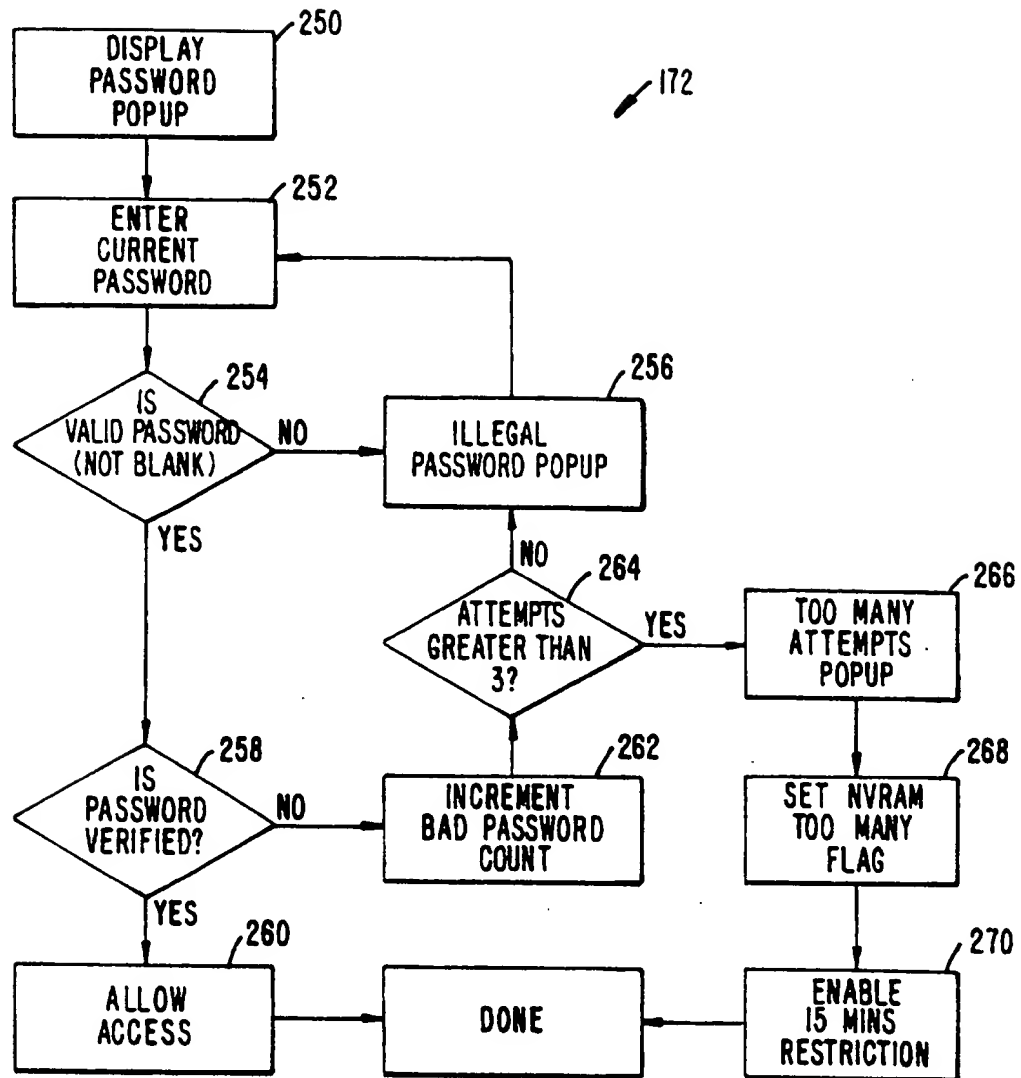 250
DISPLAY
PASSWORD
POPUP
172
252
ENTER
CURRENT
PASSWORD
254
IS
VALID PASSWORD
(NOT BLANK)
NO
YES
256
ILLEGAL
PASSWORD POPUP
NO
264
ATTEMPTS
GREATER THAN
3?
YES
266
TOO MANY
ATTEMPTS
POPUP
258
IS
PASSWORD
VERIFIED?
NO
YES
262
INCREMENT
BAD PASSWORD
COUNT
268
SET NVRAM
TOO MANY
FLAG
260
ALLOW
ACCESS
DONE
270
ENABLE
15 MINS
RESTRICTION